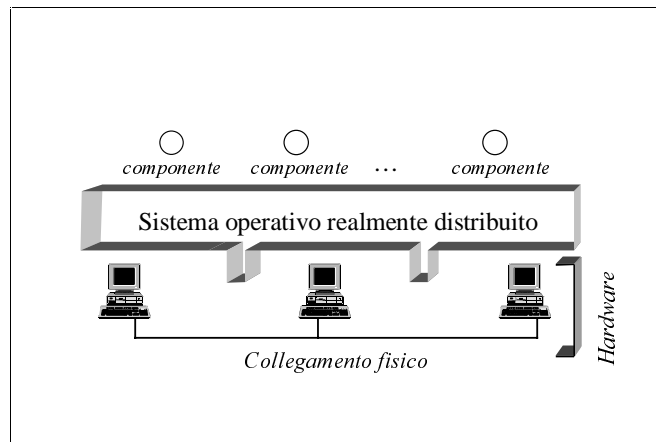 componente componente ... componente
Sistema operativo realmente distribuito
Hardware
Collegamento fisico